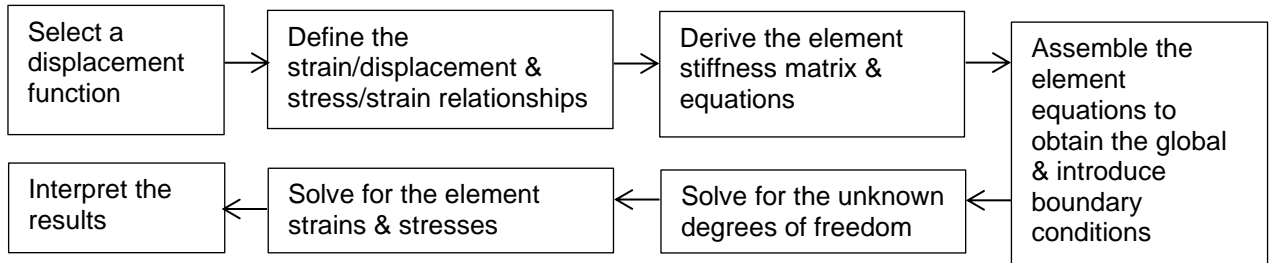 Select a
displacement
function
Define the
strain/displacement &
stress/strain relationships
Derive the element
stiffness matrix &
equations
Assemble the
element
equations to
obtain the global
& introduce
boundary
conditions
Solve for the unknown
degrees of freedom
Solve for the element
strains & stresses
Interpret the
results